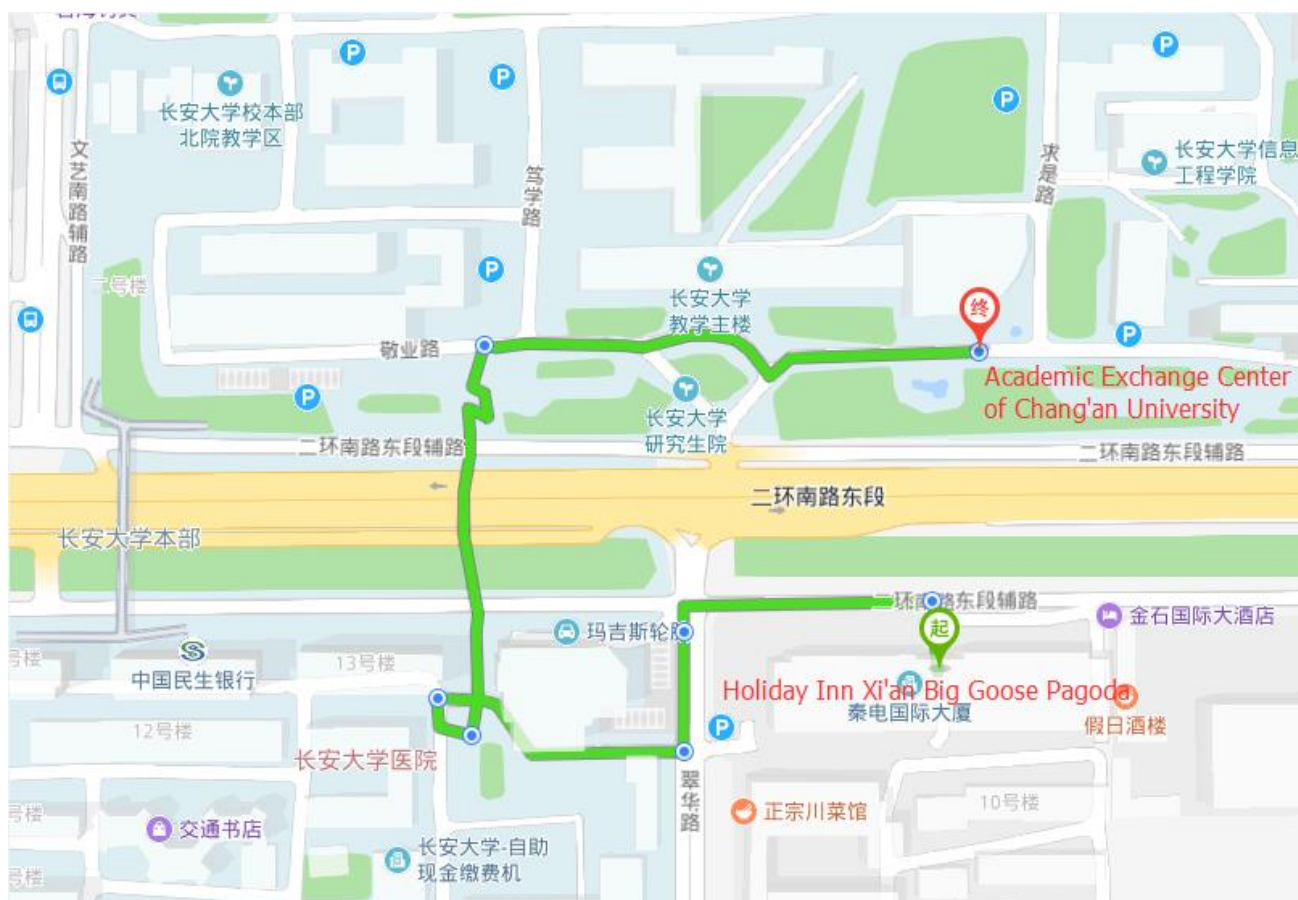 长安大学校本部
北院教学区
文艺南路辅路
笃学路
求是路
长安大学信息
工程学院
二号楼
长安大学
教学主楼
终
敬业路
Academic Exchange Center
of Chang'an University
长安大学
研究生院
二环南路东段辅路
二环南路东段辅路
二环南路东段
长安大学本部
二环南路东段辅路
金石国际大酒店
起
玛吉斯轮胎
号楼
13号楼
中国民生银行
Holiday Inn Xi'an Big Goose Pagoda
秦电国际大厦
假日酒楼
12号楼
长安大学医院
翠华路
正宗川菜馆
10号楼
号楼
交通书店
长安大学-自助
现金缴费机
号楼
P
P
P
P
P
P
P
P